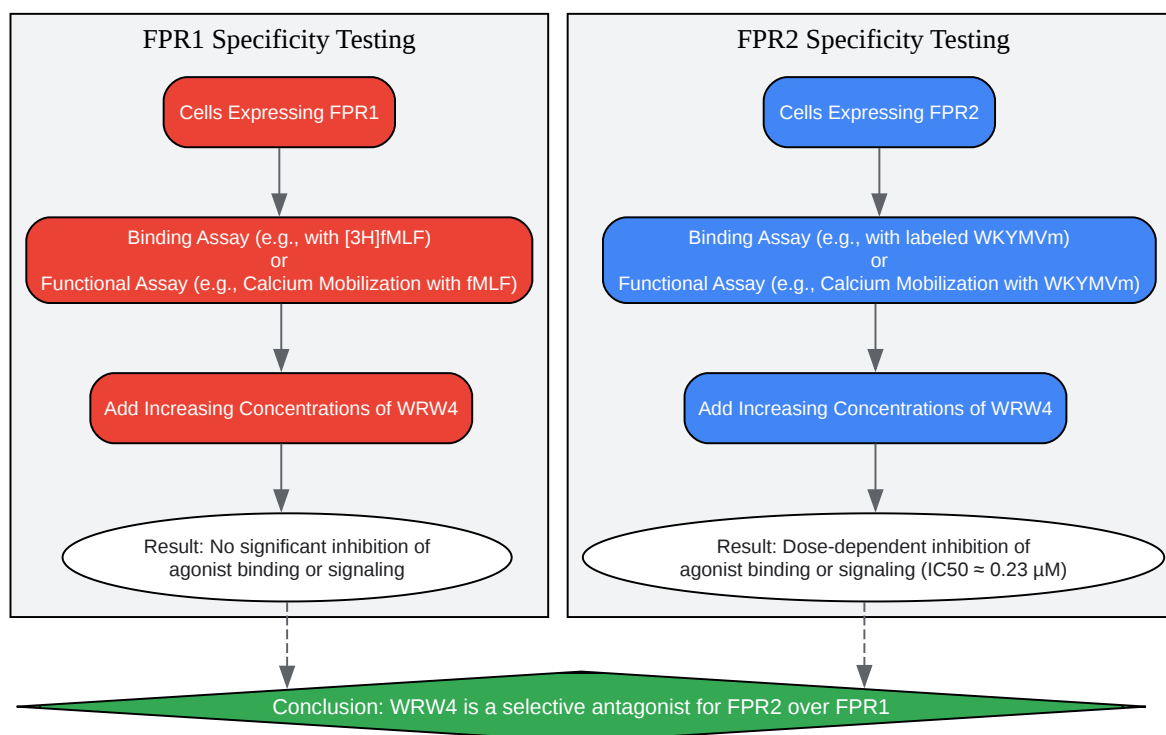 FPR1 Specificity Testing
Cells Expressing FPR1
Binding Assay (e.g., with [3H]fMLF)
or
Functional Assay (e.g., Calcium Mobilization with fMLF)
Add Increasing Concentrations of WRW4
Result: No significant inhibition of
agonist binding or signaling
FPR2 Specificity Testing
Cells Expressing FPR2
Binding Assay (e.g., with labeled WKYMVm)
or
Functional Assay (e.g., Calcium Mobilization with WKYMVm)
Add Increasing Concentrations of WRW4
Result: Dose-dependent inhibition of
agonist binding or signaling (IC50 ≈ 0.23 µM)
Conclusion: WRW4 is a selective antagonist for FPR2 over FPR1